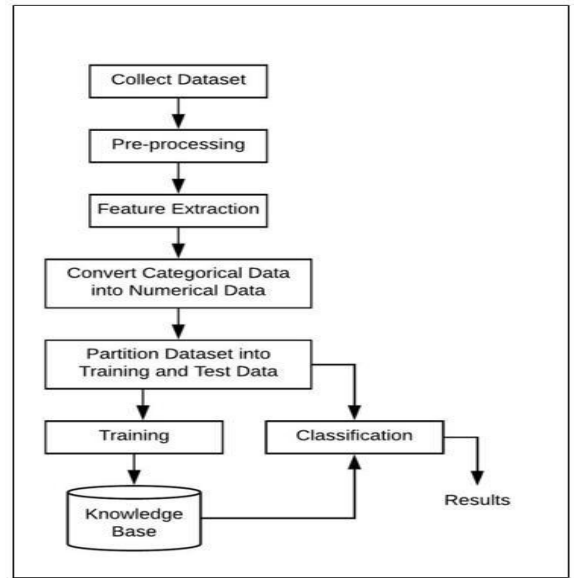 Collect Dataset
Pre-processing
Feature Extraction
Convert Categorical Data
into Numerical Data
Partition Dataset into
Training and Test Data
Training
Classification
Knowledge
Base
Results